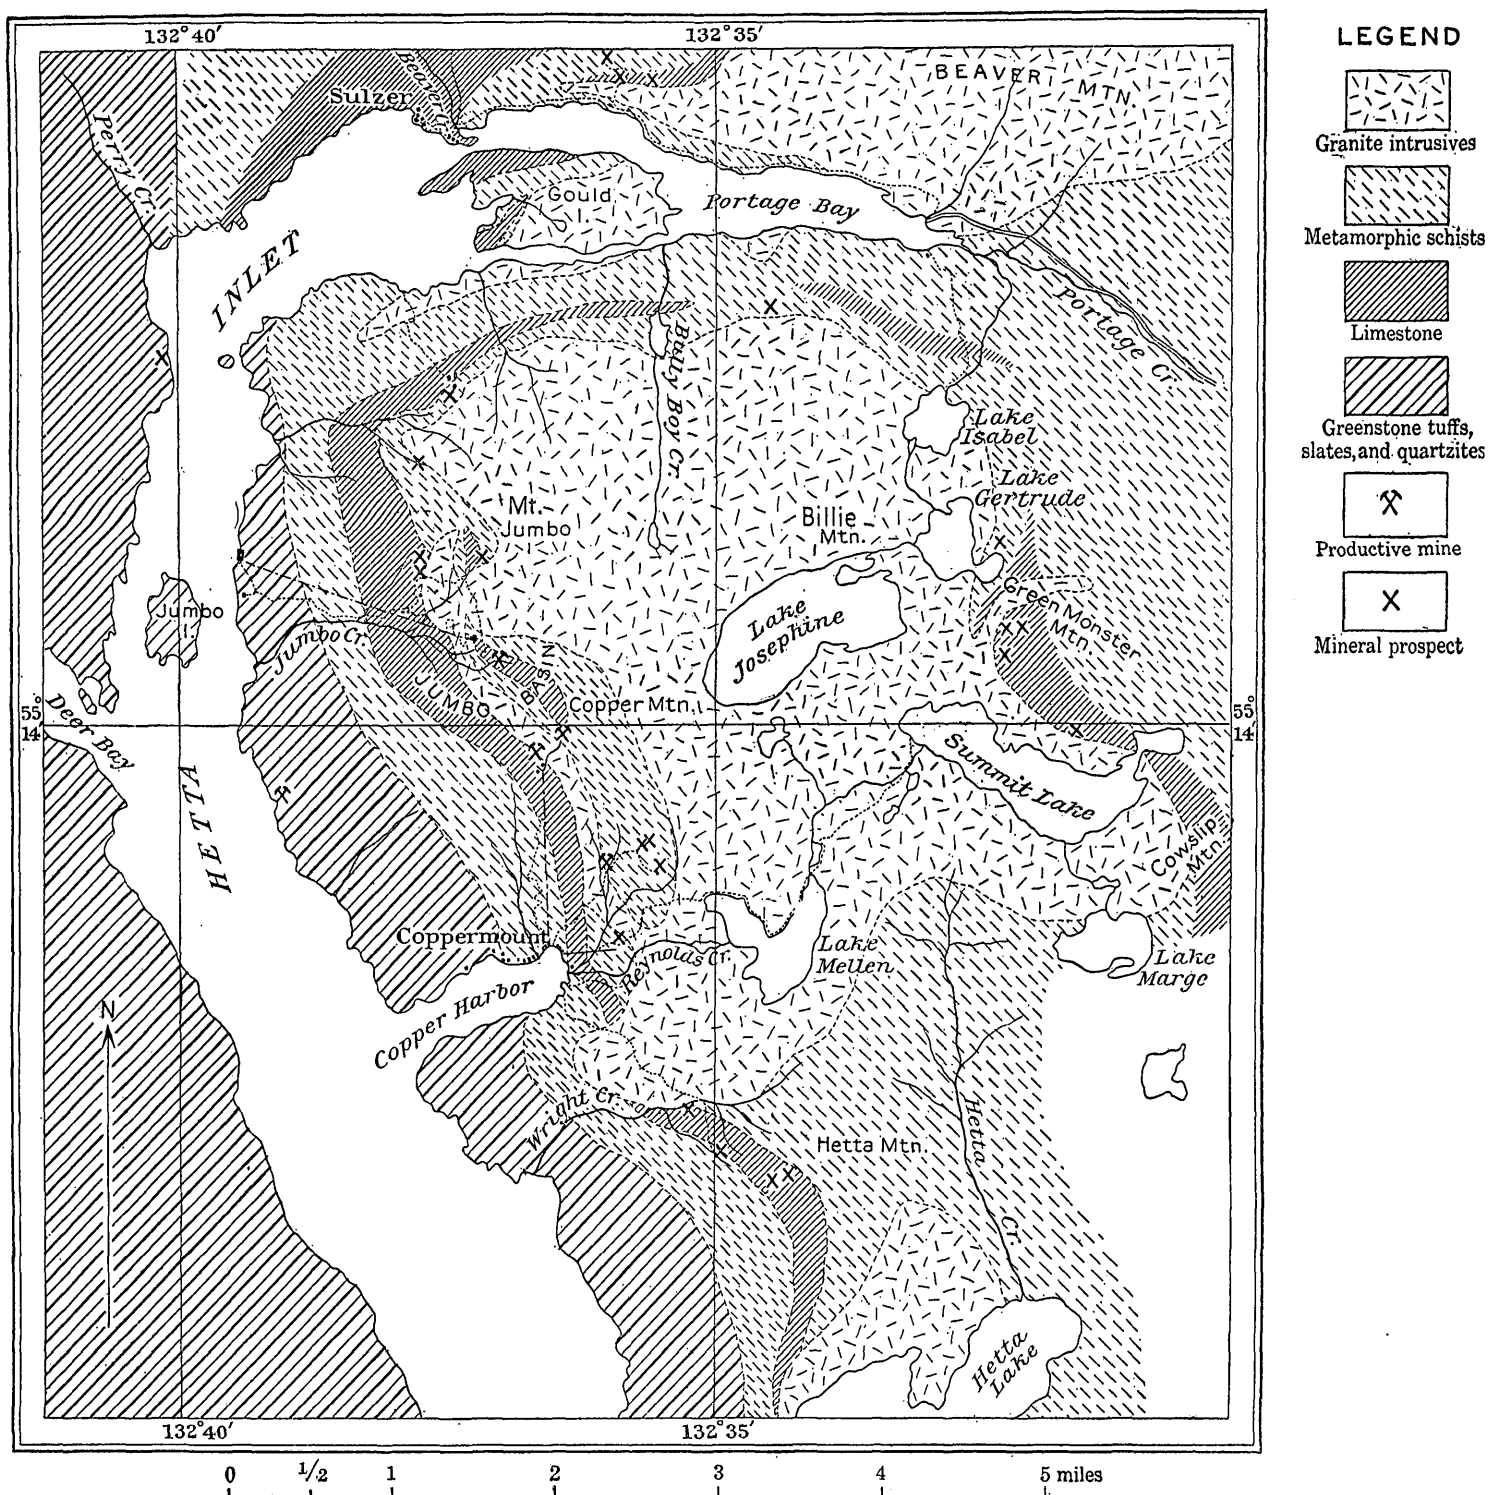 132°40′
132°35′
LEGEND
BEAVER MTN.
Beaver Cr.
Sulzer
Perry Cr.
Granite intrusives
Gould
I.
Portage Bay
Metamorphic schists
INLET
Portage Cr.
Limestone
Bully Boy Cr.
Lake
Isabel
Greenstone tuffs,
slates, and quartzites
Lake
Gertrude
Mt.
Jumbo
Billie
Mtn.
Productive mine
Jumbo
I.
Lake
Josephine
Green Monster
Mtn.
Jumbo Cr.
Mineral prospect
JUMBO BASIN
Copper Mtn.
55°
14′
55°
14′
Deer Bay
Summit Lake
HETTA
Cowslip
Mtn.
Coppermount
Reynolds Cr.
Lake
Mellen
Lake
Marge
Copper Harbor
N
Wright Cr.
Hetta Mtn.
Hetta Cr.
Hetta
Lake
132°40′
132°35′
0 1/2 1 2 3 4 5 miles